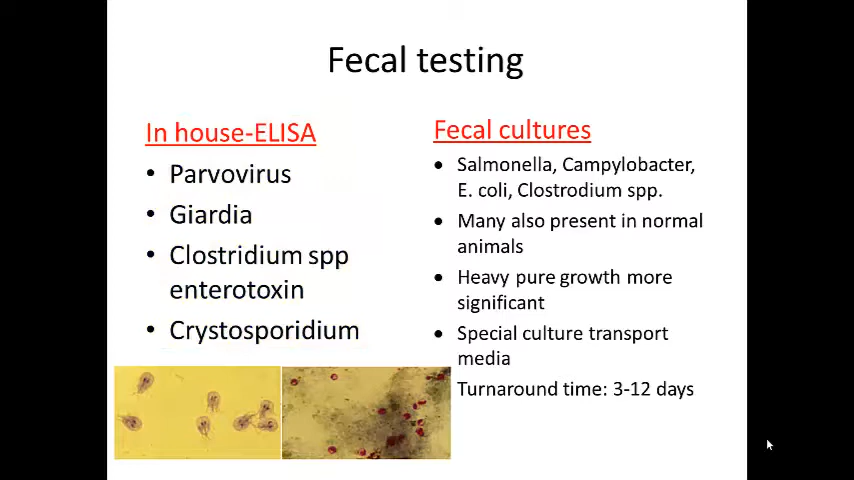 Fecal testing
In house-ELISA
• Parvovirus
• Giardia
• Clostridium spp
enterotoxin
• Crystosporidium
Fecal cultures
• Salmonella, Campylobacter,
E. coli, Clostrodium spp.
• Many also present in normal
animals
• Heavy pure growth more
significant
• Special culture transport
media
Turnaround time: 3-12 days